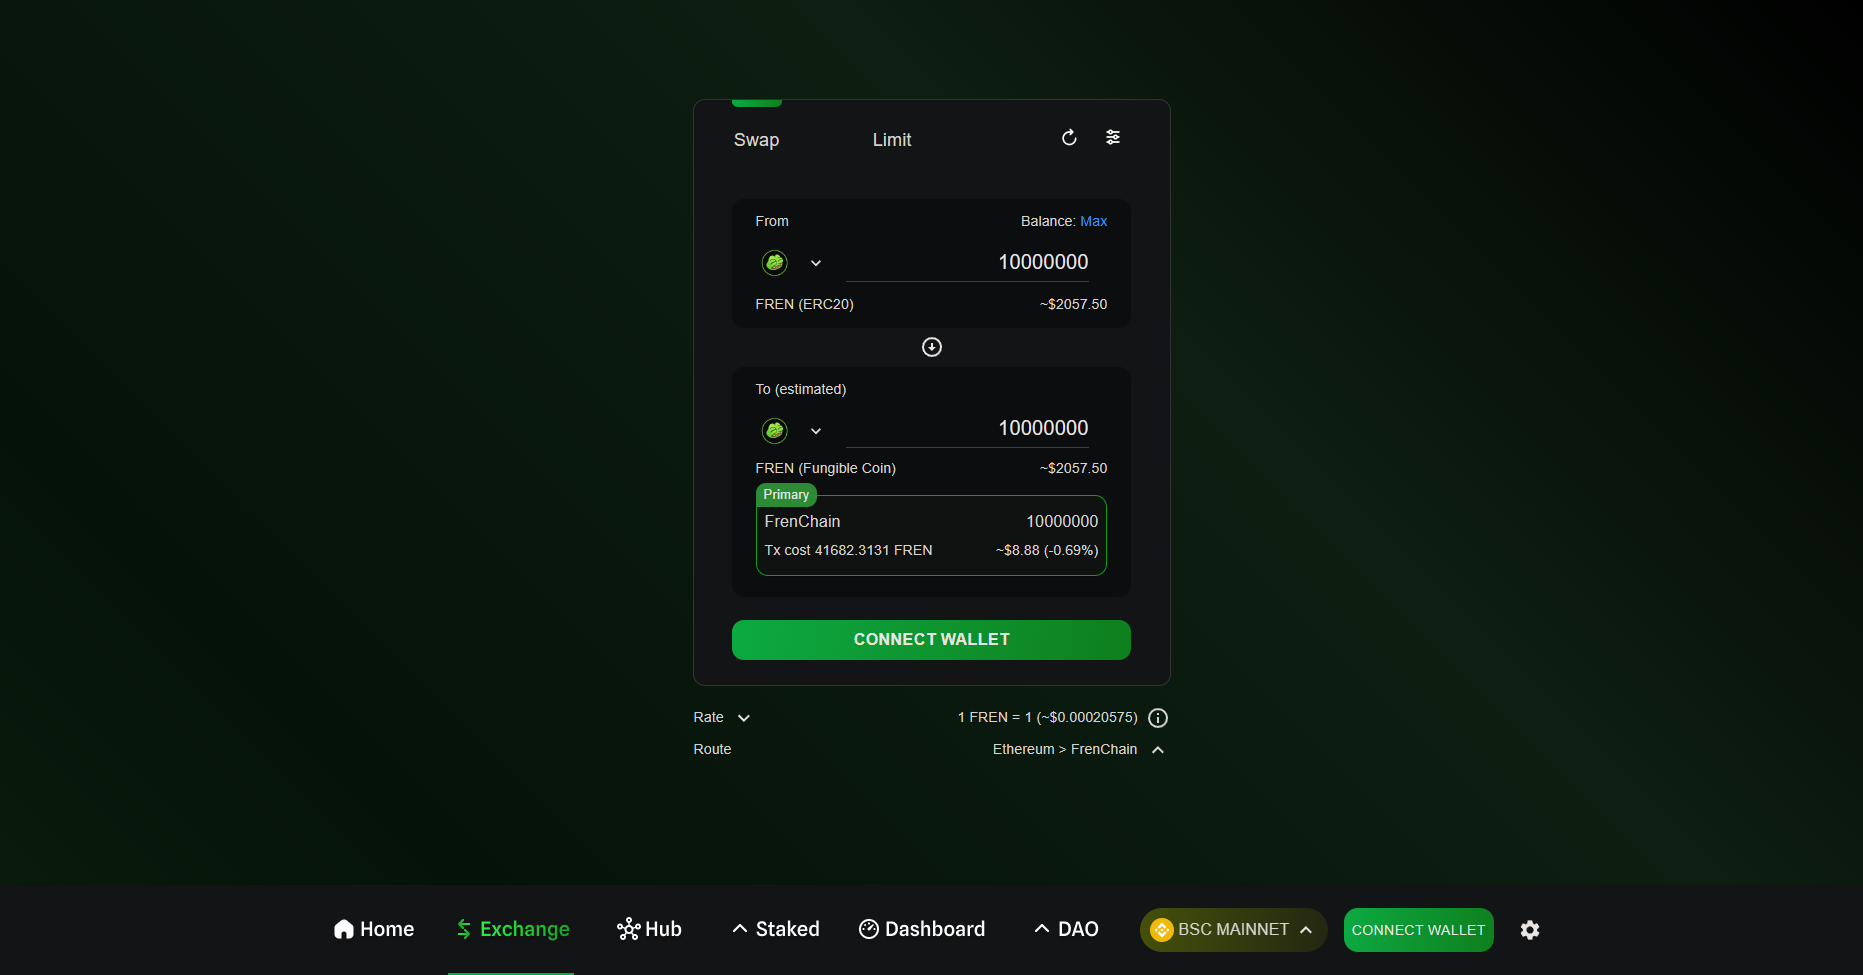 Swap Limit
From Balance: Max
10000000
FREN (ERC20) ~$2057.50
To (estimated)
10000000
FREN (Fungible Coin) ~$2057.50
Primary
FrenChain 10000000
Tx cost 41682.3131 FREN ~$8.88 (-0.69%)
CONNECT WALLET
Rate 1 FREN = 1 (~$0.00020575)
Route Ethereum > FrenChain
Home Exchange Hub Staked Dashboard DAO BSC MAINNET CONNECT WALLET